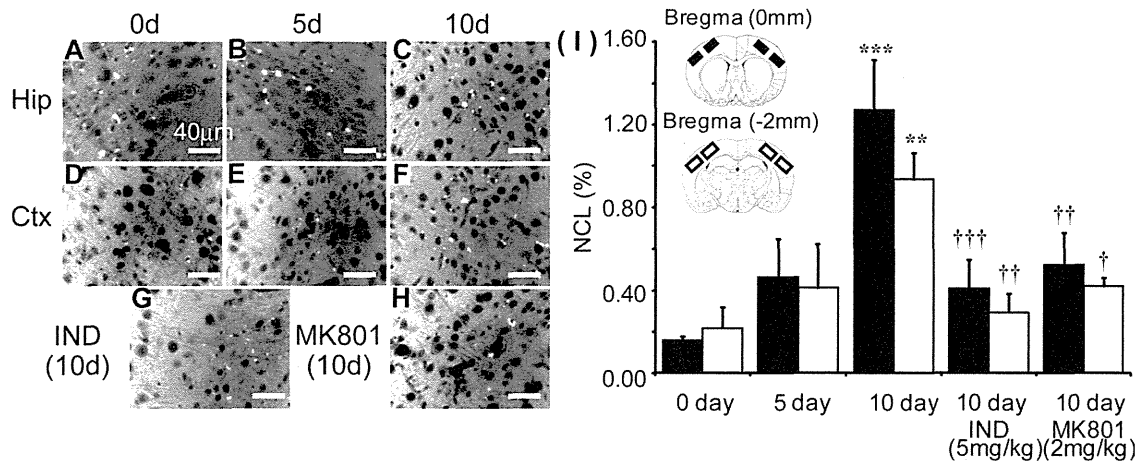 0d 5d 10d
A B C
Hip
40μm
D E F
Ctx
G H
IND
(10d)
MK801
(10d)
(I)
Bregma (0mm)
Bregma (-2mm)
NCL (%)
1.60
1.20
0.80
0.40
0.00
***
**
†††
††
††
†
0 day 5 day 10 day 10 day 10 day
IND MK801
(5mg/kg) (2mg/kg)